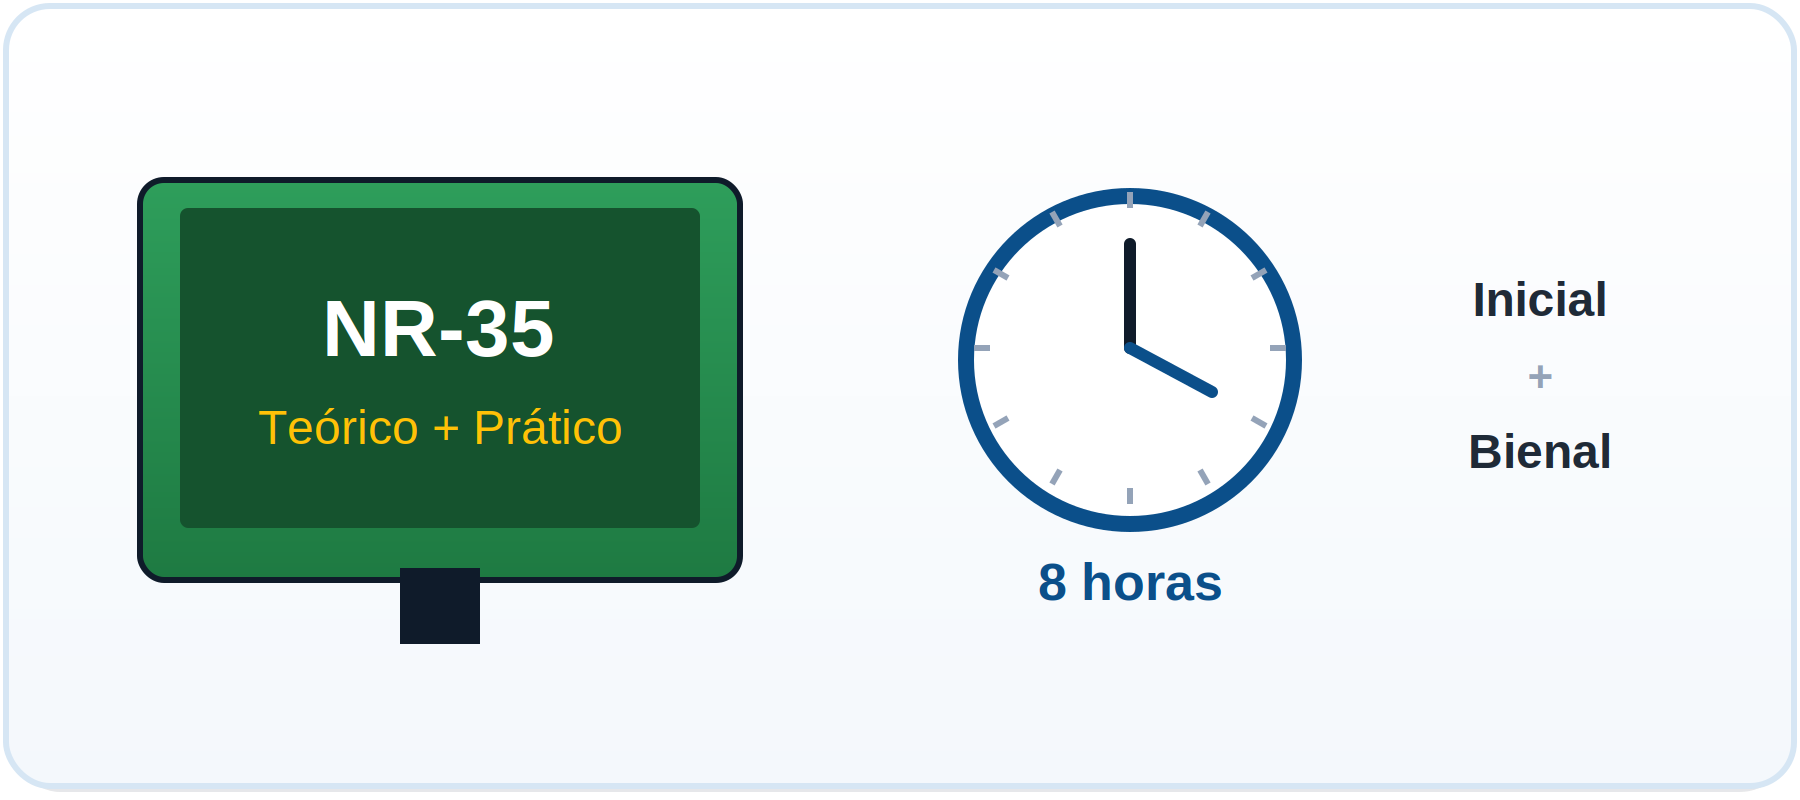 NR-35
Teórico + Prático
8 horas
Inicial
+
Bienal